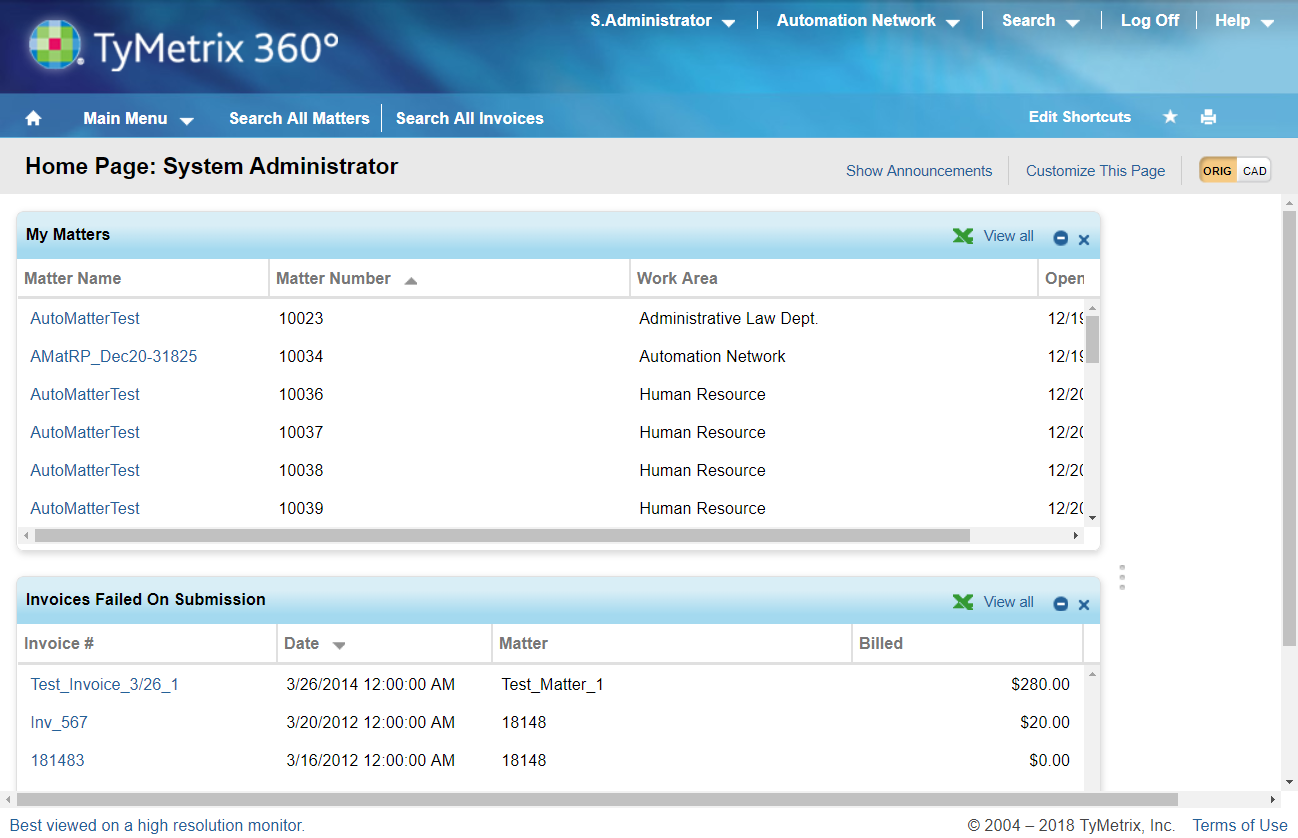 S.Administrator Automation Network Search Log Off Help
TyMetrix 360°
Main Menu Search All Matters Search All Invoices Edit Shortcuts
Home Page: System Administrator Show Announcements Customize This Page ORIG CAD
My Matters View all
Matter Name Matter Number Work Area Open
AutoMatterTest 10023 Administrative Law Dept. 12/19
AMatRP_Dec20-31825 10034 Automation Network 12/19
AutoMatterTest 10036 Human Resource 12/20
AutoMatterTest 10037 Human Resource 12/20
AutoMatterTest 10038 Human Resource 12/20
AutoMatterTest 10039 Human Resource 12/20
Invoices Failed On Submission View all
Invoice # Date Matter Billed
Test_Invoice_3/26_1 3/26/2014 12:00:00 AM Test_Matter_1 $280.00
Inv_567 3/20/2012 12:00:00 AM 18148 $20.00
181483 3/16/2012 12:00:00 AM 18148 $0.00
Best viewed on a high resolution monitor. © 2004 – 2018 TyMetrix, Inc. Terms of Use